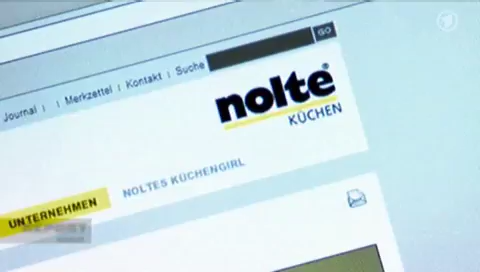 GO
Journal | | Merkzettel | Kontakt | Suche
nolte®
KÜCHEN
NOLTES KÜCHENGIRL
UNTERNEHMEN